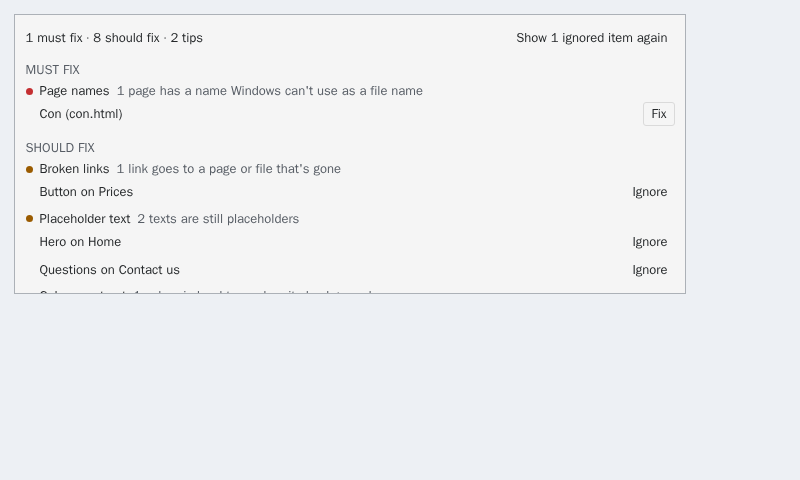 1 must fix · 8 should fix · 2 tips
Show 1 ignored item again
MUST FIX
Page names 1 page has a name Windows can't use as a file name
Con (con.html)
Fix
SHOULD FIX
Broken links 1 link goes to a page or file that's gone
Button on Prices
Ignore
Placeholder text 2 texts are still placeholders
Hero on Home
Ignore
Questions on Contact us
Ignore